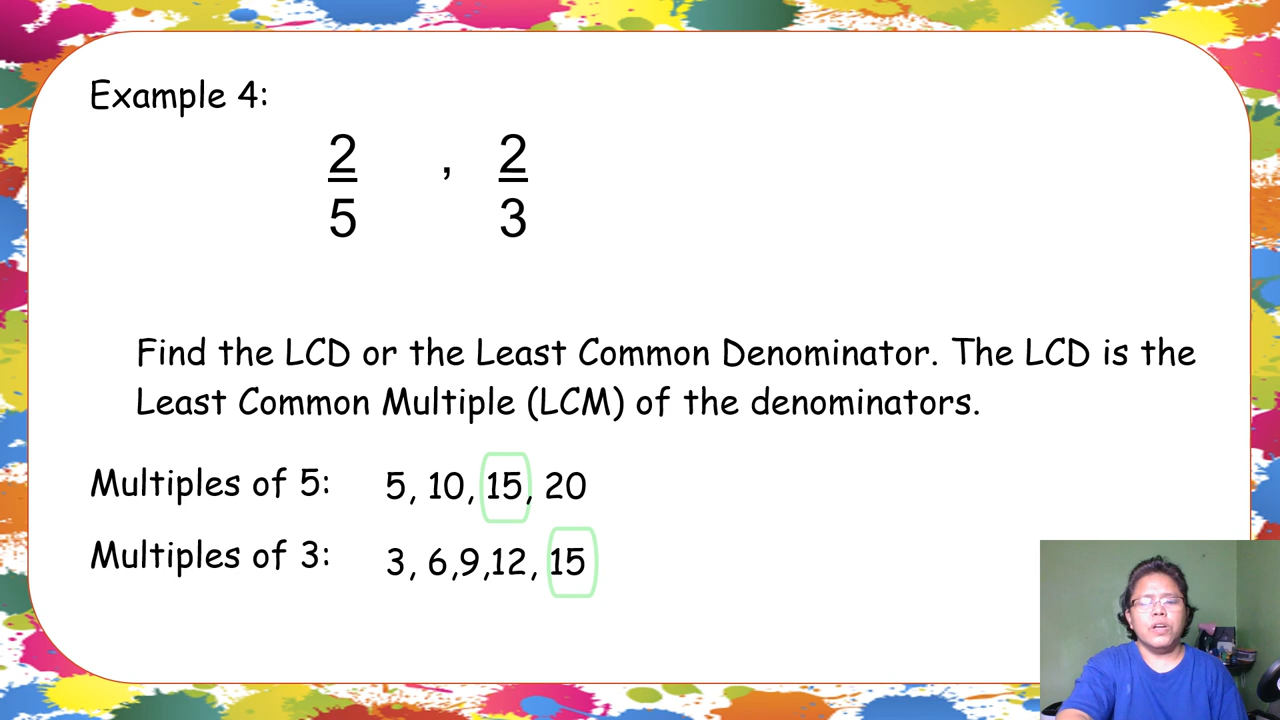 Example 4:
2 , 2
5 3
Find the LCD or the Least Common Denominator. The LCD is the
Least Common Multiple (LCM) of the denominators.
Multiples of 5: 5, 10, 15, 20
Multiples of 3: 3, 6,9,12, 15